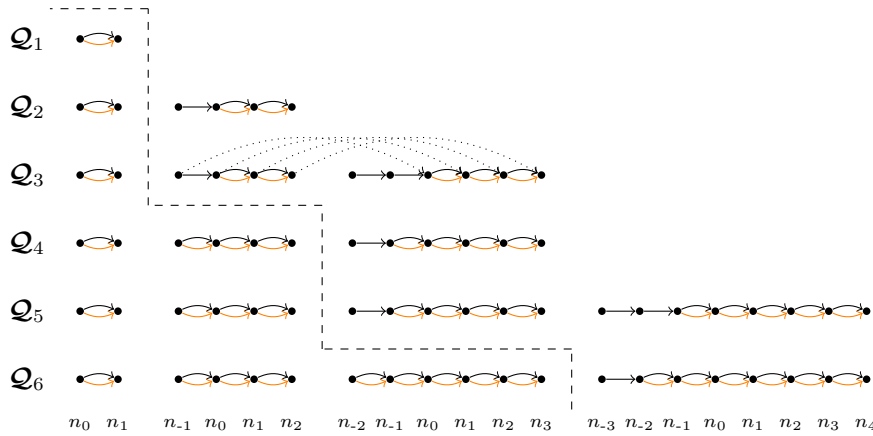 𝓠₁
𝓠₂
𝓠₃
𝓠₄
𝓠₅
𝓠₆
n₀ n₁ n₋₁ n₀ n₁ n₂ n₋₂ n₋₁ n₀ n₁ n₂ n₃ n₋₃ n₋₂ n₋₁ n₀ n₁ n₂ n₃ n₄